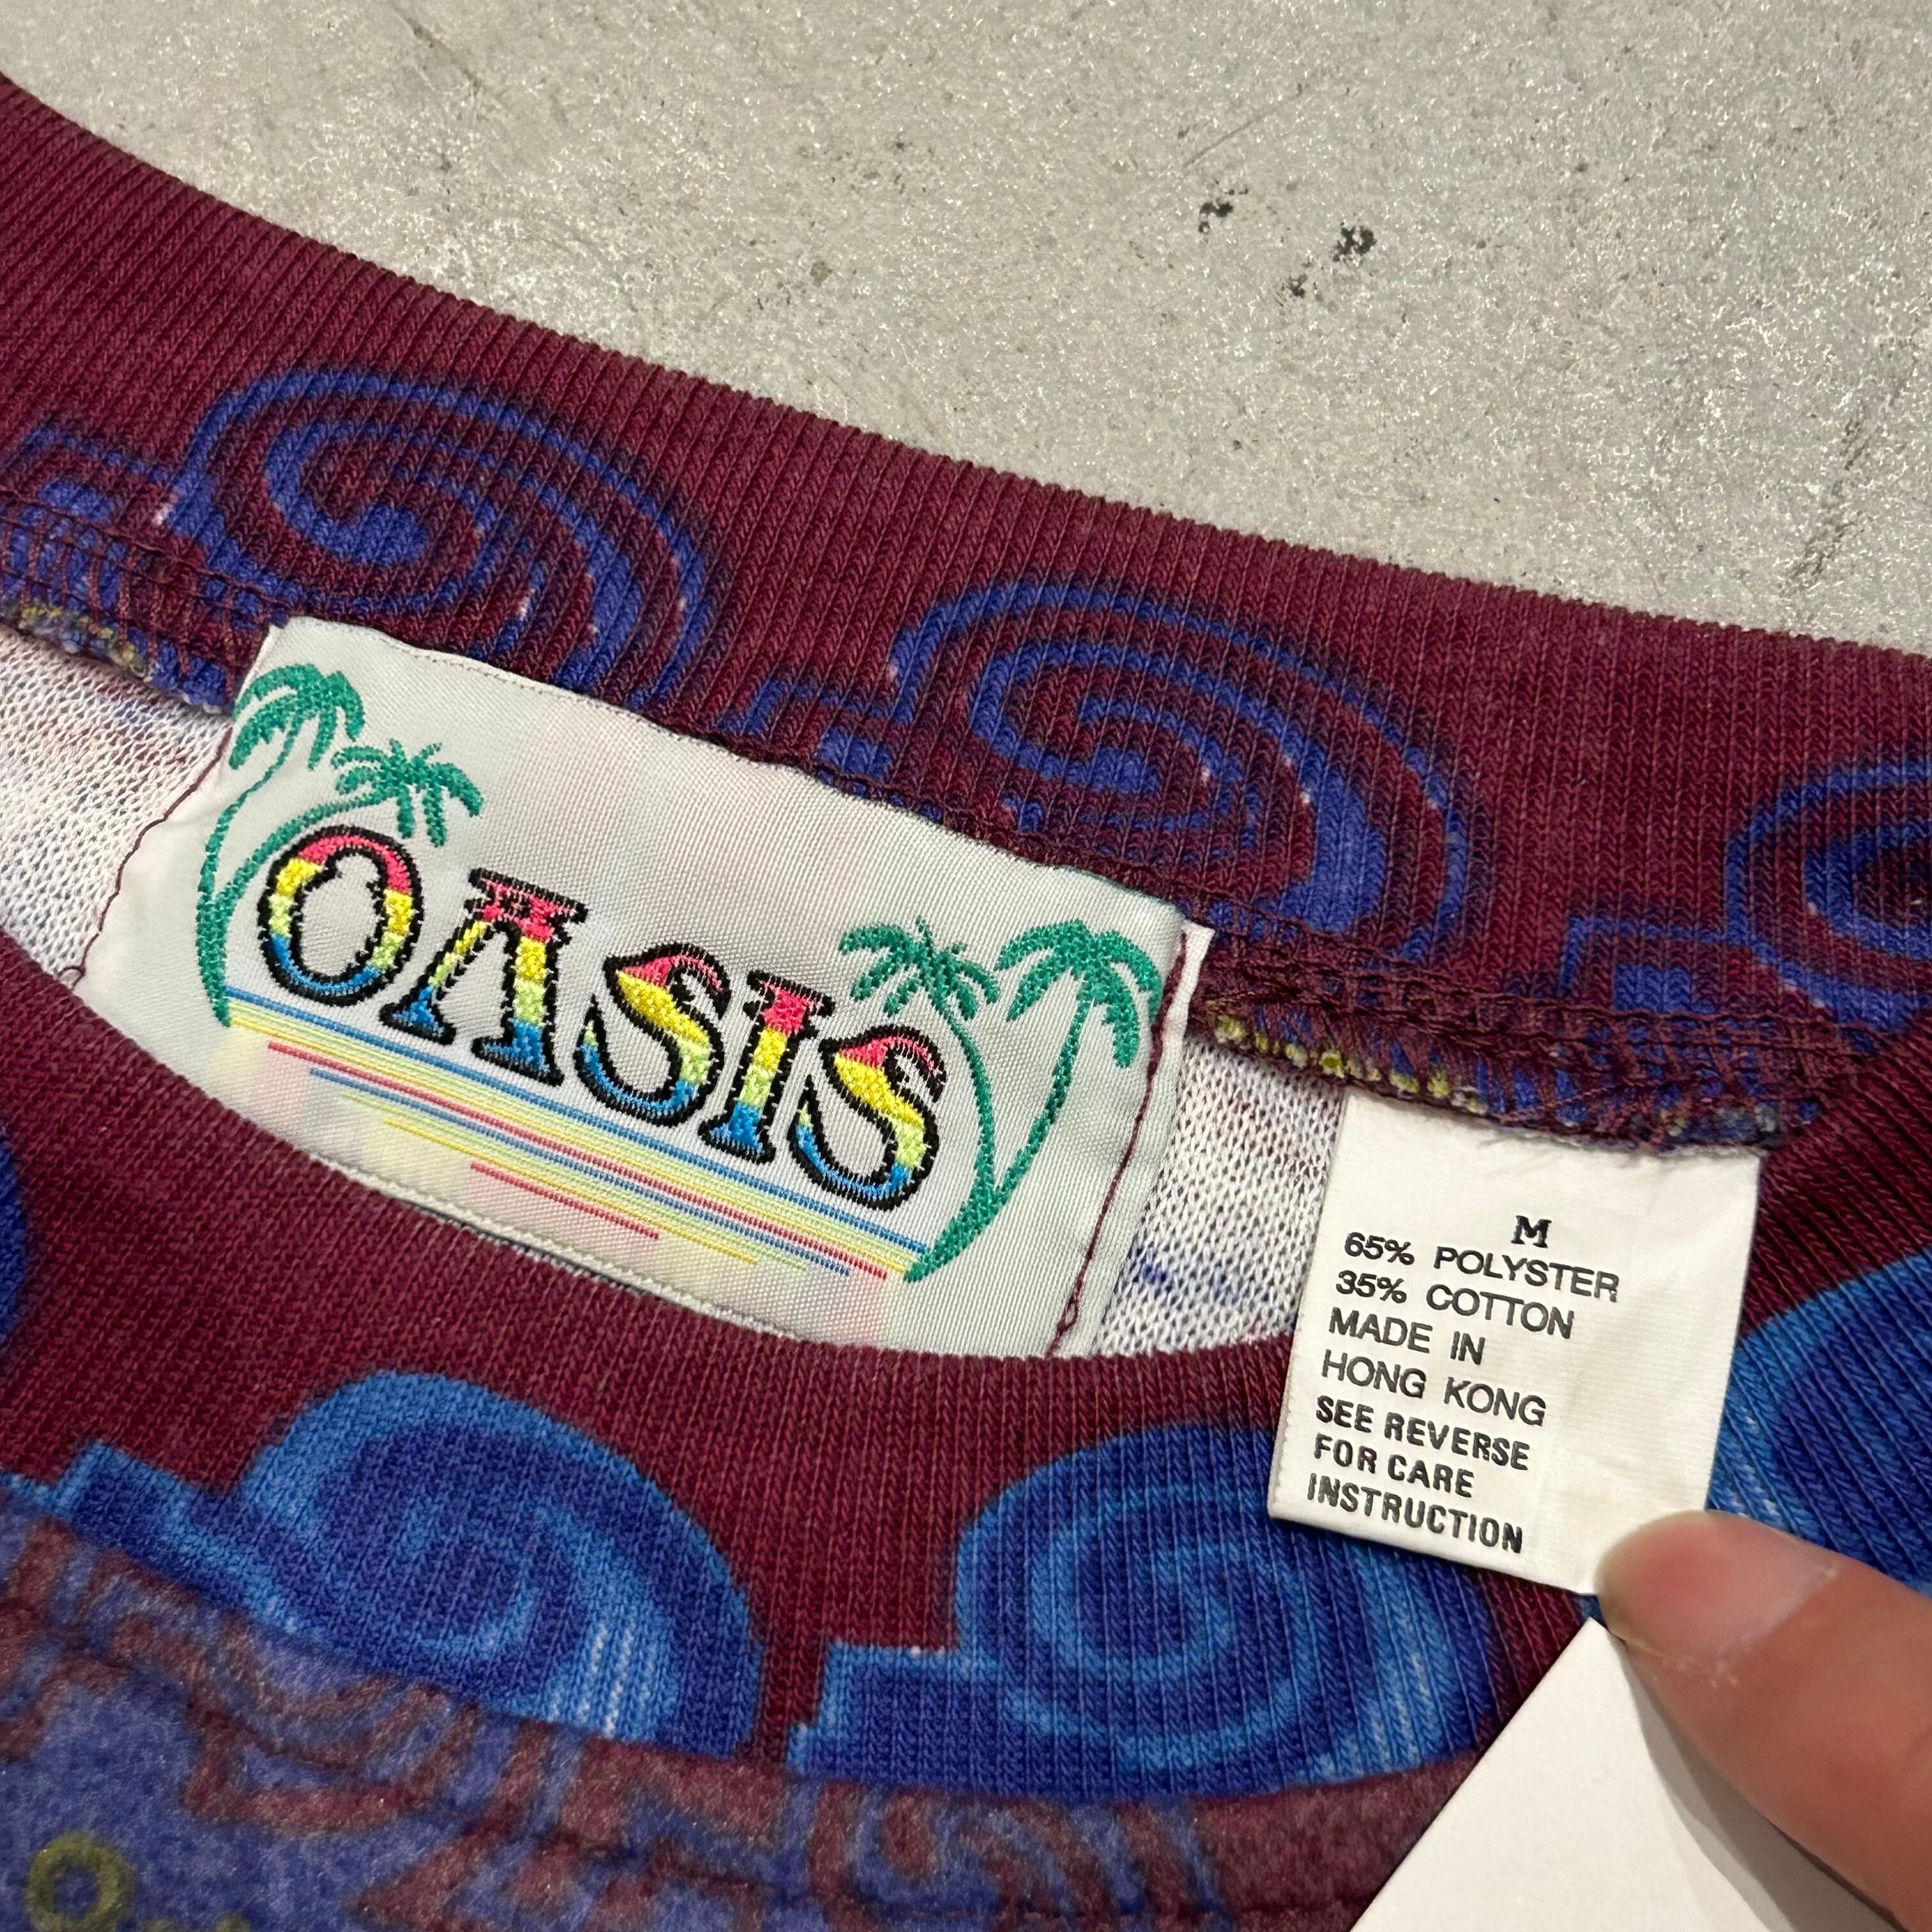 OASIS
M
65% POLYSTER
35% COTTON
MADE IN
HONG KONG
SEE REVERSE
FOR CARE
INSTRUCTION